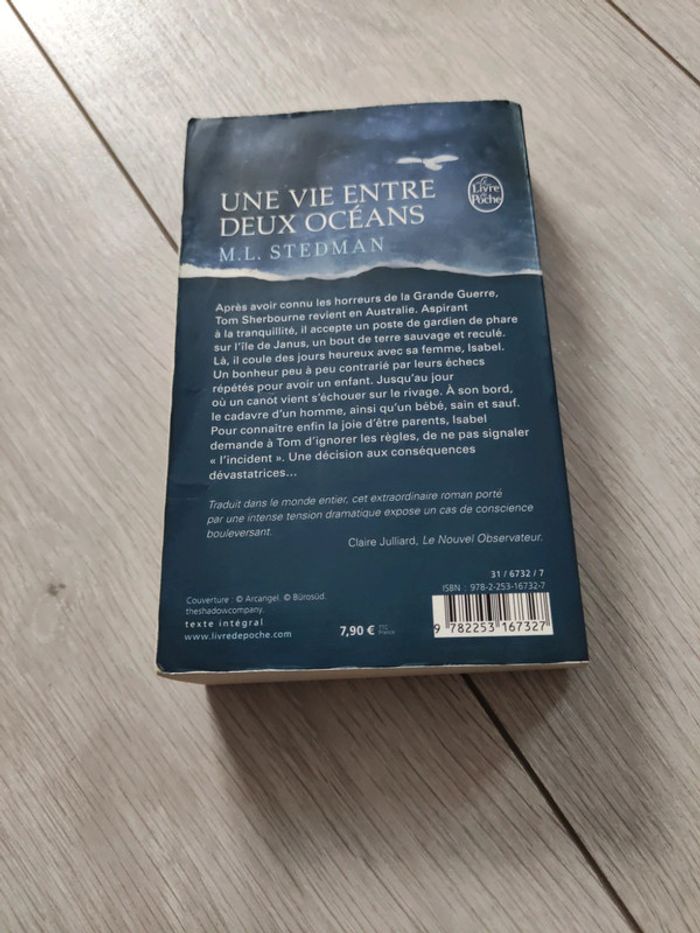 UNE VIE ENTRE
DEUX OCÉANS
M.L. STEDMAN
Le
Livre
de
Poche
Après avoir connu les horreurs de la Grande Guerre,
Tom Sherbourne revient en Australie. Aspirant
à la tranquillité, il accepte un poste de gardien de phare
sur l'île de Janus, un bout de terre sauvage et reculé.
Là, il coule des jours heureux avec sa femme, Isabel.
Un bonheur peu à peu contrarié par leurs échecs
répétés pour avoir un enfant. Jusqu'au jour
où un canot vient s'échouer sur le rivage. À son bord,
le cadavre d'un homme, ainsi qu'un bébé, sain et sauf.
Pour connaître enfin la joie d'être parents, Isabel
demande à Tom d'ignorer les règles, de ne pas signaler
« l'incident ». Une décision aux conséquences
dévastatrices…
Traduit dans le monde entier, cet extraordinaire roman porté
par une intense tension dramatique expose un cas de conscience
bouleversant.
Claire Julliard, Le Nouvel Observateur.
31 / 6732 / 7
ISBN : 978-2-253-16732-7
Couverture : © Arcangel. © Bürosüd.
theshadowcompany.
texte intégral
www.livredepoche.com
7,90 € TTC
France
9 782253 167327